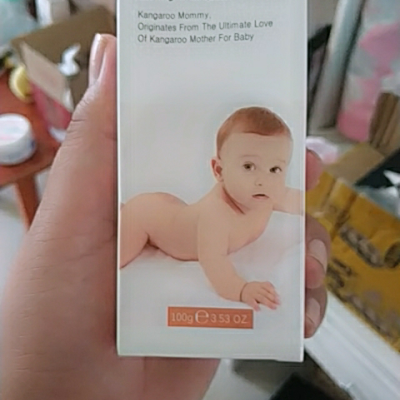 Kangaroo Mommy,
Originates From The Ultimate Love
Of Kangaroo Mother For Baby
100g ℮ 3.53 OZ.